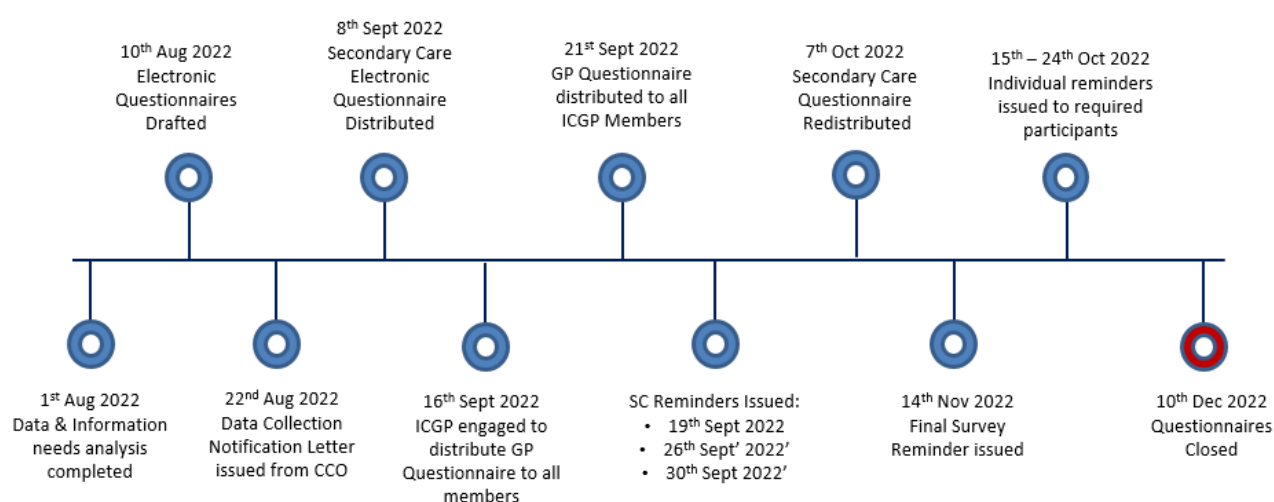 10th Aug 2022
Electronic
Questionnaires
Drafted
8th Sept 2022
Secondary Care
Electronic
Questionnaire
Distributed
21st Sept 2022
GP Questionnaire
distributed to all
ICGP Members
7th Oct 2022
Secondary Care
Questionnaire
Redistributed
15th – 24th Oct 2022
Individual reminders
issued to required
participants
1st Aug 2022
Data & Information
needs analysis
completed
22nd Aug 2022
Data Collection
Notification Letter
issued from CCO
16th Sept 2022
ICGP engaged to
distribute GP
Questionnaire to all
members
SC Reminders Issued:
• 19th Sept 2022
• 26th Sept’ 2022’
• 30th Sept 2022’
14th Nov 2022
Final Survey
Reminder issued
10th Dec 2022
Questionnaires
Closed